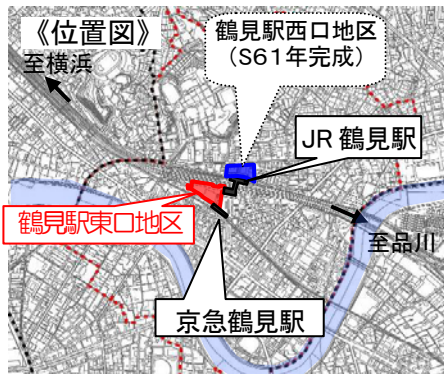 《位置図》
鶴見駅西口地区
（S61年完成）
至横浜
JR 鶴見駅
鶴見駅東口地区
至品川
京急鶴見駅